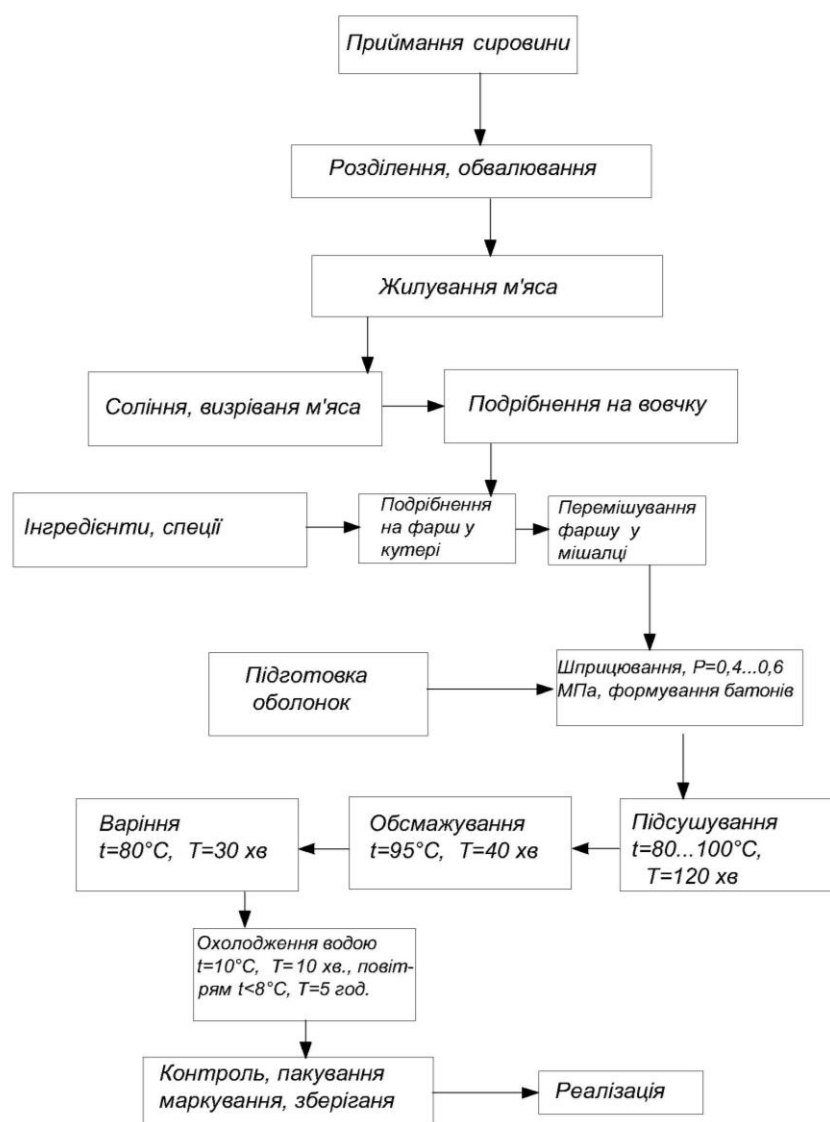 Приймання сировини
Розділення, обвалювання
Жилування м'яса
Соління, визріваня м'яса
Подрібнення на вовчку
Інгредієнти, спеції
Подрібнення
на фарш у
кутері
Перемішування
фаршу у
мішалці
Підготовка
оболонок
Шприцювання, P=0,4...0,6
МПа, формування батонів
Підсушування
t=80...100°C,
T=120 хв
Обсмажування
t=95°C, T=40 хв
Варіння
t=80°C, T=30 хв
Охолодження водою
t=10°C, T=10 хв., повіт-
рям t<8°C, T=5 год.
Контроль, пакування
маркування, зберіганя
Реалізація